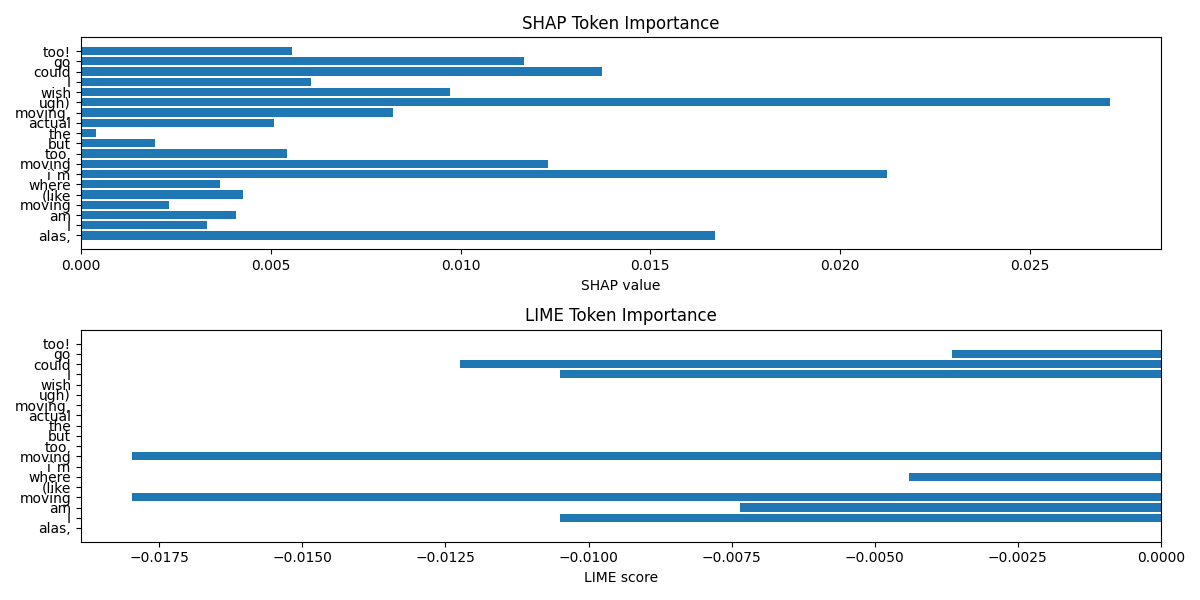 SHAP Token Importance
too!
go
could
I
wish
ugh)
moving,
actual
the
but
too,
moving
i`m
where
(like
moving
am
I
alas,
0.000 0.005 0.010 0.015 0.020 0.025
SHAP value
LIME Token Importance
too!
go
could
I
wish
ugh)
moving,
actual
the
but
too,
moving
i`m
where
(like
moving
am
I
alas,
−0.0175 −0.0150 −0.0125 −0.0100 −0.0075 −0.0050 −0.0025 0.0000
LIME score